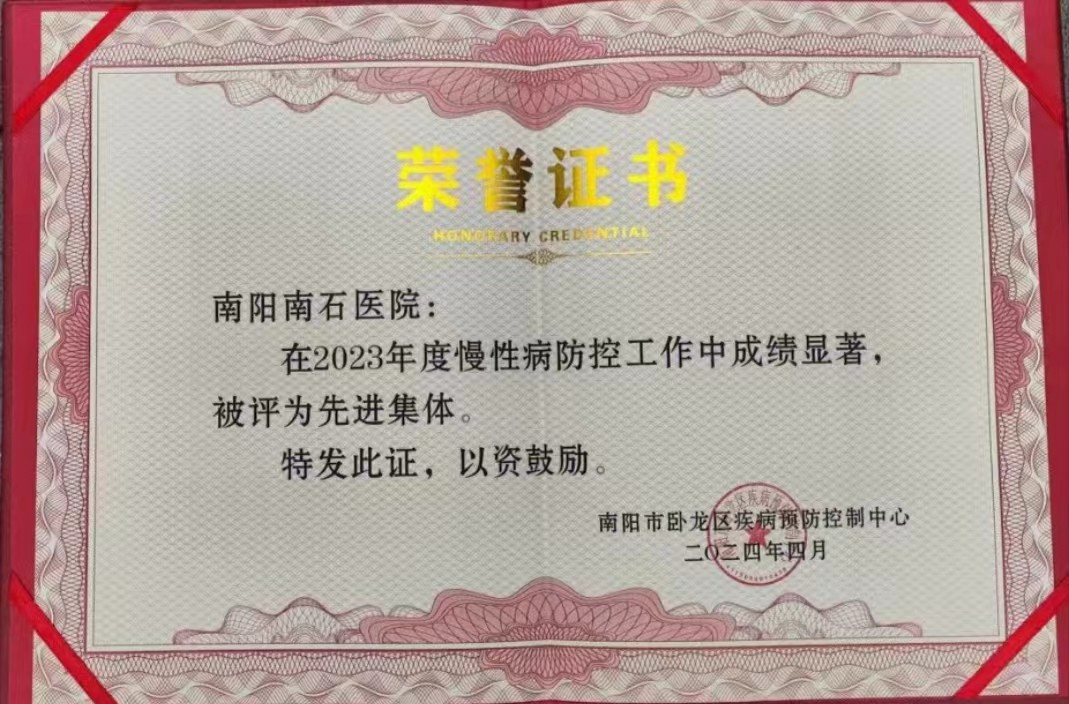 荣誉证书
HONORARY CREDENTIAL
南阳南石医院：
在2023年度慢性病防控工作中成绩显著，
被评为先进集体。
特发此证，以资鼓励。
南阳市卧龙区疾病预防控制中心
二〇二四年四月